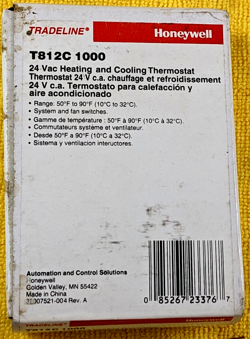 TRADELINE® Honeywell
T812C 1000
24 Vac Heating and Cooling Thermostat
Thermostat 24 V c.a. chauffage et refroidissement
24 V c.a. Termostato para calefacción y
aire acondicionado
• Range: 50°F to 90°F (10°C to 32°C).
• System and fan switches.
• Gamme de température : 50°F à 90°F (10°C à 32°C).
• Commutateurs système et ventilateur.
• Desde 50°F a 90°F (10°C a 32°C).
• Sistema y ventilacion inteructores.
Automation and Control Solutions
Honeywell
Golden Valley, MN 55422
Made in China
7521-004 Rev. A
0 85267 23376 7